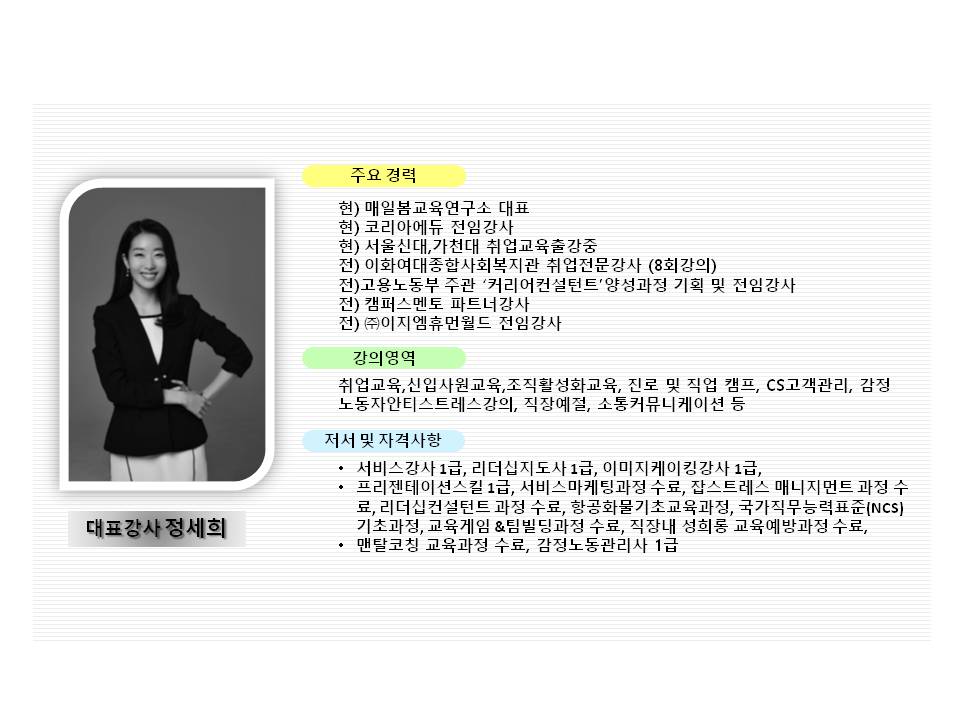 주요 경력
현) 매일봄교육연구소 대표
현) 코리아에듀 전임강사
현) 서울신대,가천대 취업교육출강중
전) 이화여대종합사회복지관 취업전문강사 (8회강의)
전)고용노동부 주관 ‘커리어컨설턴트’양성과정 기획 및 전임강사
전) 캠퍼스멘토 파트너강사
전) ㈜이지엠휴먼월드 전임강사
강의영역
취업교육,신입사원교육,조직활성화교육, 진로 및 직업 캠프, CS고객관리, 감정
노동자안티스트레스강의, 직장예절, 소통커뮤니케이션 등
저서 및 자격사항
• 서비스강사 1급, 리더십지도사 1급, 이미지케이킹강사 1급,
• 프리젠테이션스킬 1급, 서비스마케팅과정 수료, 잡스트레스 매니지먼트 과정 수
료, 리더십컨설턴트 과정 수료, 항공화물기초교육과정, 국가직무능력표준(NCS)
기초과정, 교육게임 &팀빌딩과정 수료, 직장내 성희롱 교육예방과정 수료,
• 맨탈코칭 교육과정 수료, 감정노동관리사 1급
대표강사 정세희